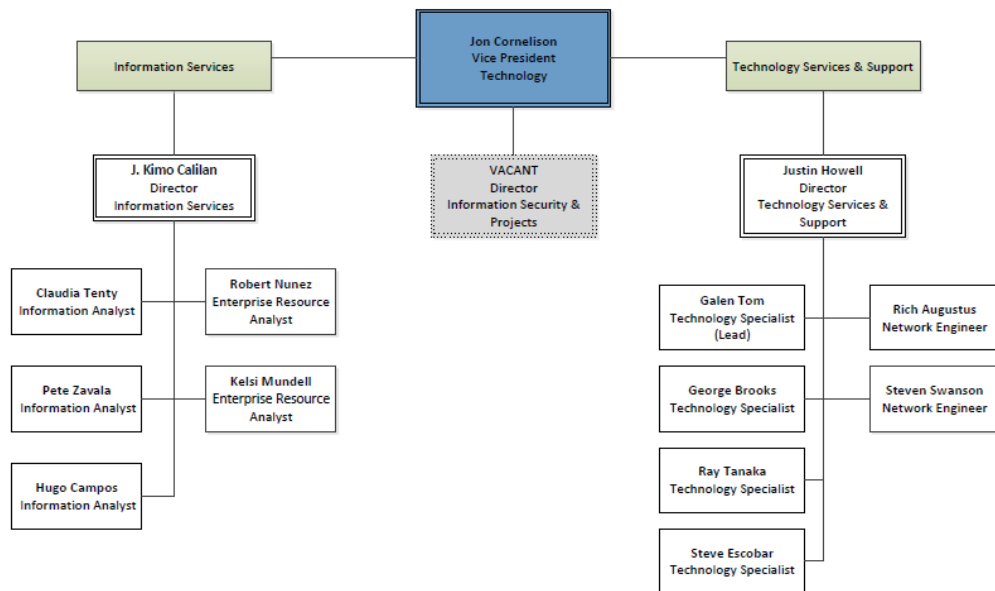 Jon Cornelison
Vice President
Technology
Information Services
Technology Services & Support
J. Kimo Calilan
Director
Information Services
VACANT
Director
Information Security &
Projects
Justin Howell
Director
Technology Services &
Support
Claudia Tenty
Information Analyst
Robert Nunez
Enterprise Resource
Analyst
Pete Zavala
Information Analyst
Kelsi Mundell
Enterprise Resource
Analyst
Hugo Campos
Information Analyst
Galen Tom
Technology Specialist
(Lead)
Rich Augustus
Network Engineer
George Brooks
Technology Specialist
Steven Swanson
Network Engineer
Ray Tanaka
Technology Specialist
Steve Escobar
Technology Specialist